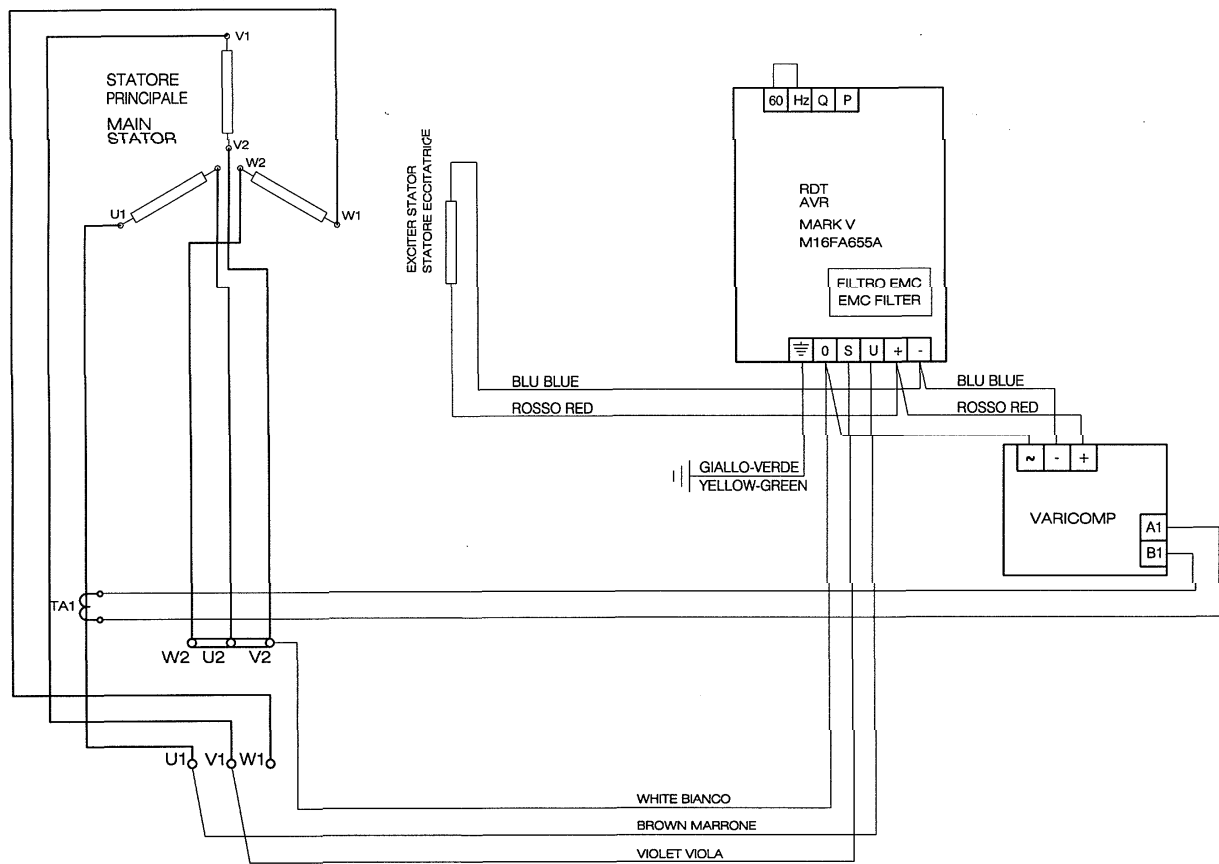 V1
STATORE
PRINCIPALE
MAIN
STATOR
V2
W2
U1
W1
EXCITER STATOR
STATORE ECCITATRICE
60 Hz Q P
RDT
AVR
MARK V
M16FA655A
FILTRO EMC
EMC FILTER
0 S U + -
BLU BLUE
ROSSO RED
BLU BLUE
ROSSO RED
GIALLO-VERDE
YELLOW-GREEN
~ - +
VARICOMP
A1
B1
TA1
W2 U2 V2
U1 V1 W1
WHITE BIANCO
BROWN MARRONE
VIOLET VIOLA